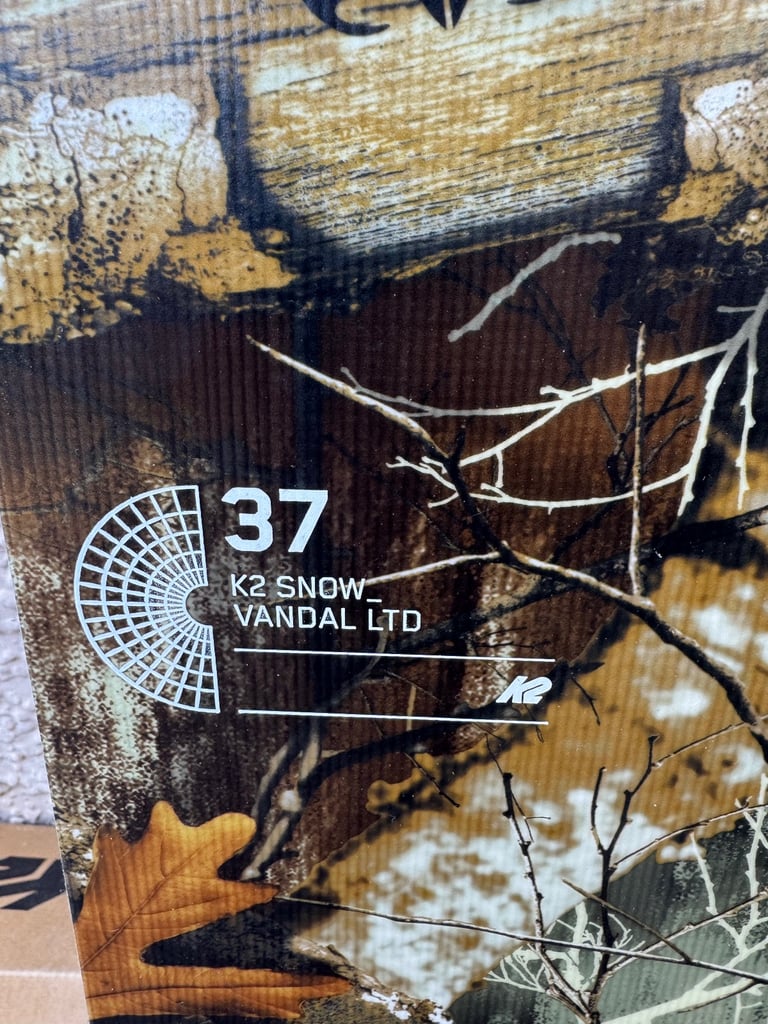 37
K2 SNOW_
VANDAL LTD
K2